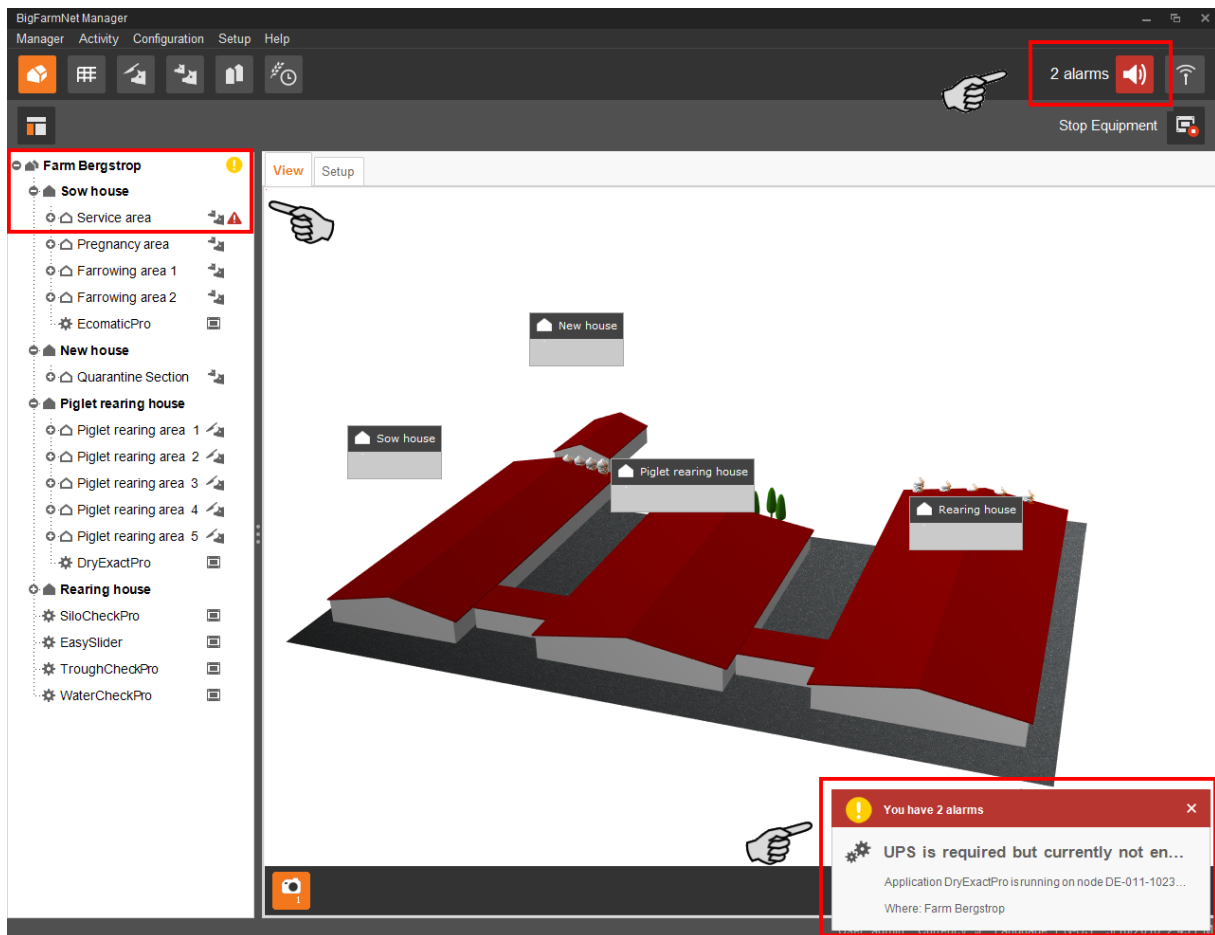 BigFarmNet Manager
Manager Activity Configuration Setup Help
2 alarms
Stop Equipment
Farm Bergstrop
Sow house
Service area
Pregnancy area
Farrowing area 1
Farrowing area 2
EcomaticPro
New house
Quarantine Section
Piglet rearing house
Piglet rearing area 1
Piglet rearing area 2
Piglet rearing area 3
Piglet rearing area 4
Piglet rearing area 5
DryExactPro
Rearing house
SiloCheckPro
EasySlider
TroughCheckPro
WaterCheckPro
View Setup
New house
Sow house
Piglet rearing house
Rearing house
1
You have 2 alarms
UPS is required but currently not en...
Application DryExactPro is running on node DE-011-1023...
Where: Farm Bergstrop